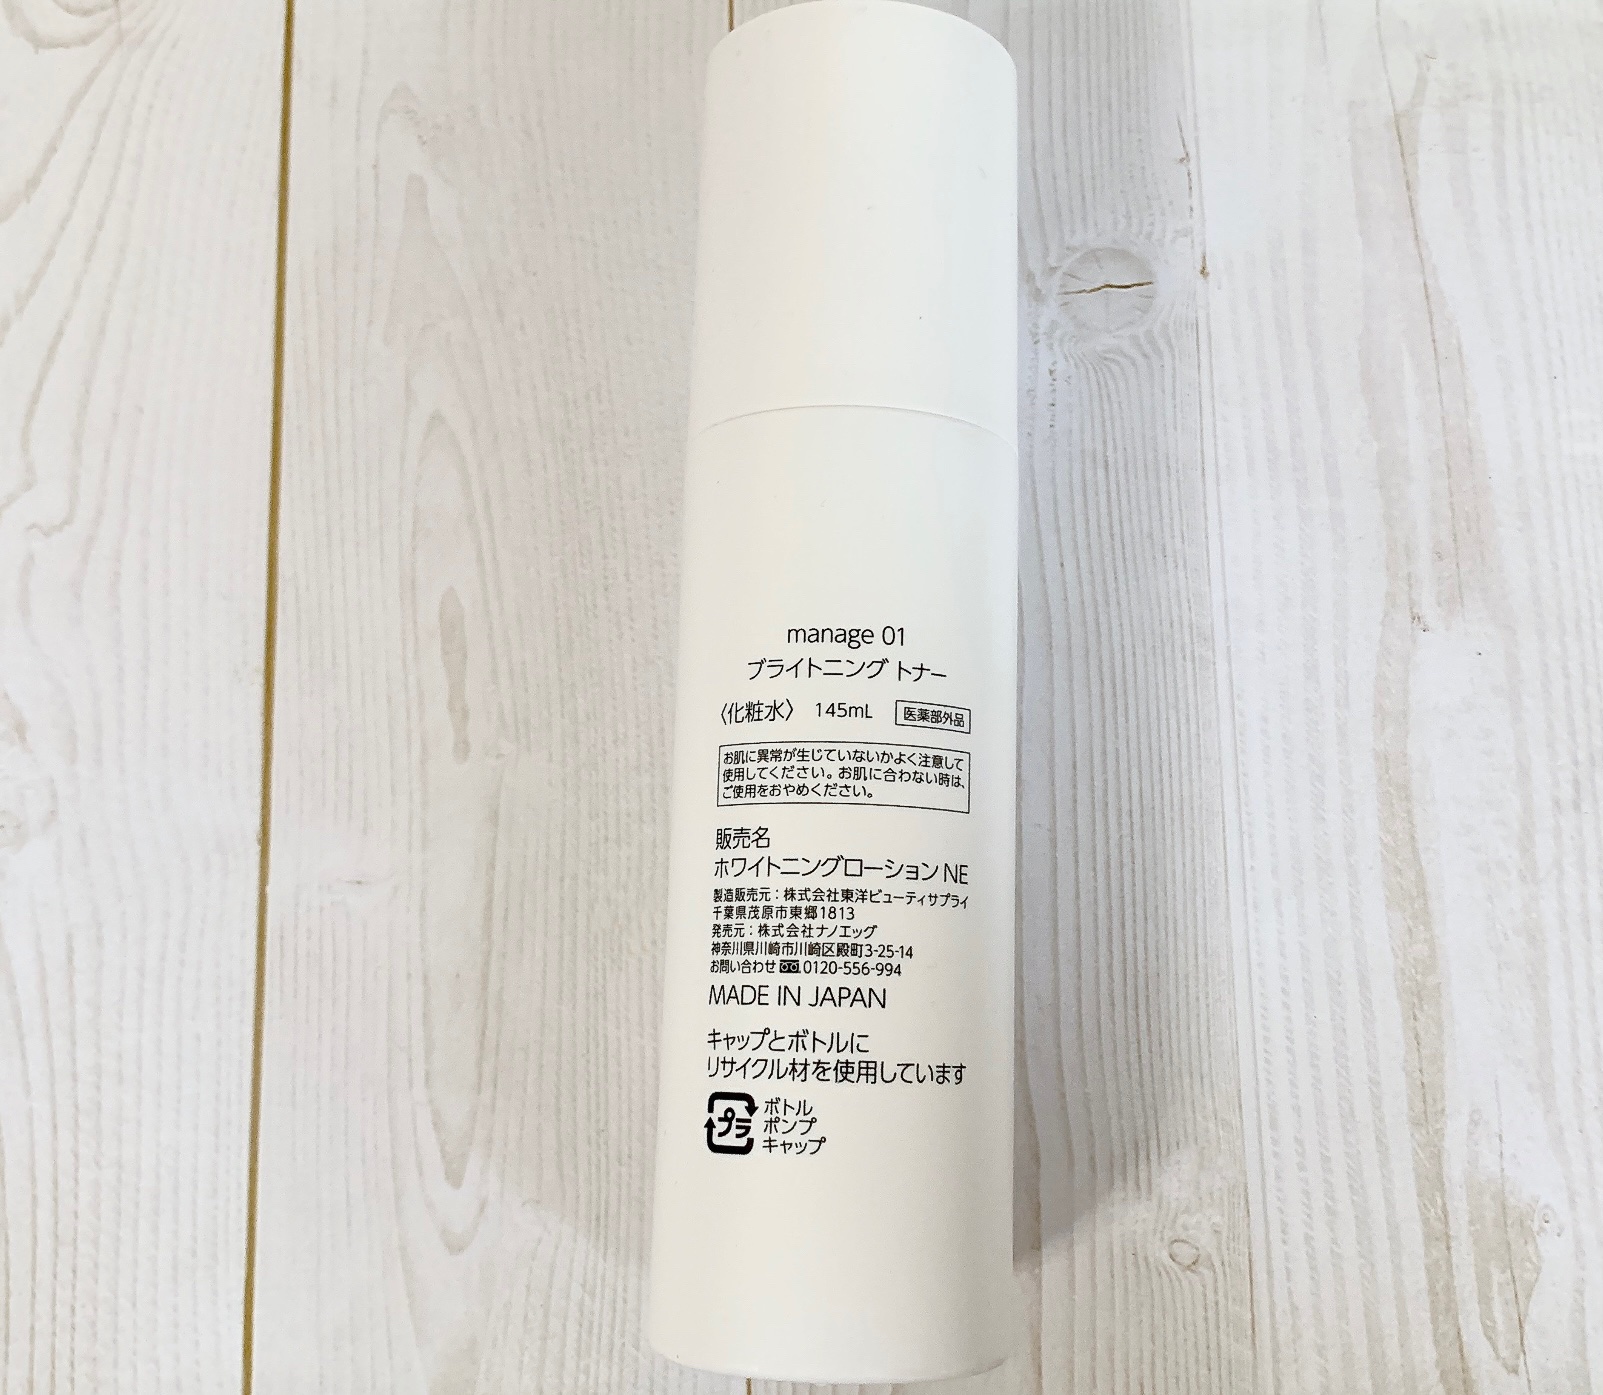 manage 01
ブライトニング トナー
〈化粧水〉 145mL 医薬部外品
お肌に異常が生じていないかよく注意して
使用してください。お肌に合わない時は、
ご使用をおやめください。
販売名
ホワイトニングローション NE
製造販売元：株式会社東洋ビューティサプライ
千葉県茂原市東郷1813
発売元：株式会社ナノエッグ
神奈川県川崎市川崎区殿町3-25-14
お問い合わせ 0120-556-994
MADE IN JAPAN
キャップとボトルに
リサイクル材を使用しています
プラ ボトル
ポンプ
キャップ